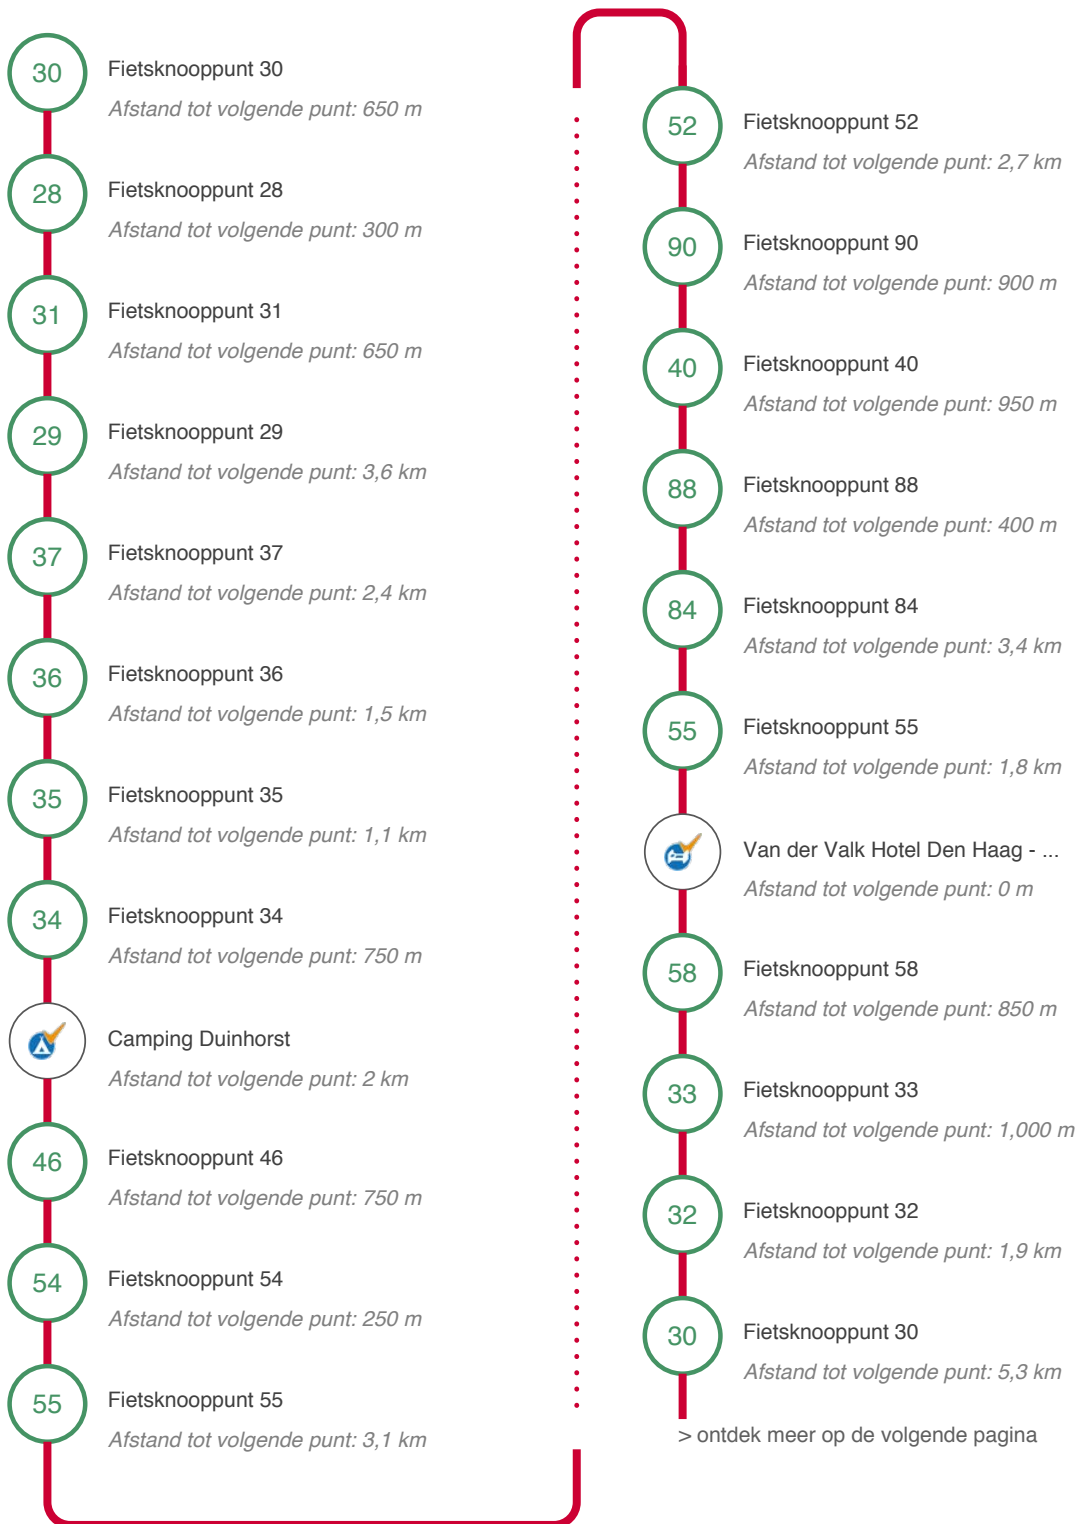 30
Fietsknooppunt 30
Afstand tot volgende punt: 650 m
28
Fietsknooppunt 28
Afstand tot volgende punt: 300 m
31
Fietsknooppunt 31
Afstand tot volgende punt: 650 m
29
Fietsknooppunt 29
Afstand tot volgende punt: 3,6 km
37
Fietsknooppunt 37
Afstand tot volgende punt: 2,4 km
36
Fietsknooppunt 36
Afstand tot volgende punt: 1,5 km
35
Fietsknooppunt 35
Afstand tot volgende punt: 1,1 km
34
Fietsknooppunt 34
Afstand tot volgende punt: 750 m
Camping Duinhorst
Afstand tot volgende punt: 2 km
46
Fietsknooppunt 46
Afstand tot volgende punt: 750 m
54
Fietsknooppunt 54
Afstand tot volgende punt: 250 m
55
Fietsknooppunt 55
Afstand tot volgende punt: 3,1 km
52
Fietsknooppunt 52
Afstand tot volgende punt: 2,7 km
90
Fietsknooppunt 90
Afstand tot volgende punt: 900 m
40
Fietsknooppunt 40
Afstand tot volgende punt: 950 m
88
Fietsknooppunt 88
Afstand tot volgende punt: 400 m
84
Fietsknooppunt 84
Afstand tot volgende punt: 3,4 km
55
Fietsknooppunt 55
Afstand tot volgende punt: 1,8 km
Van der Valk Hotel Den Haag - ...
Afstand tot volgende punt: 0 m
58
Fietsknooppunt 58
Afstand tot volgende punt: 850 m
33
Fietsknooppunt 33
Afstand tot volgende punt: 1,000 m
32
Fietsknooppunt 32
Afstand tot volgende punt: 1,9 km
30
Fietsknooppunt 30
Afstand tot volgende punt: 5,3 km
> ontdek meer op de volgende pagina